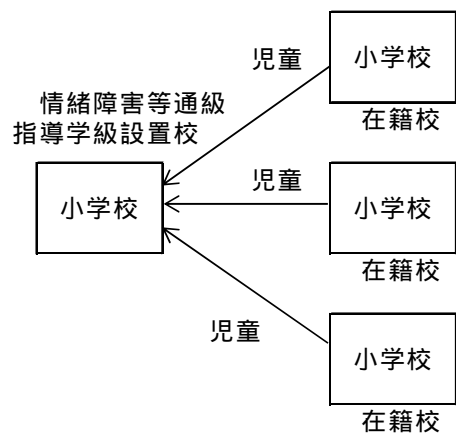 児童
小学校
在籍校
情緒障害等通級
指導学級設置校
小学校
児童
小学校
在籍校
児童
小学校
在籍校